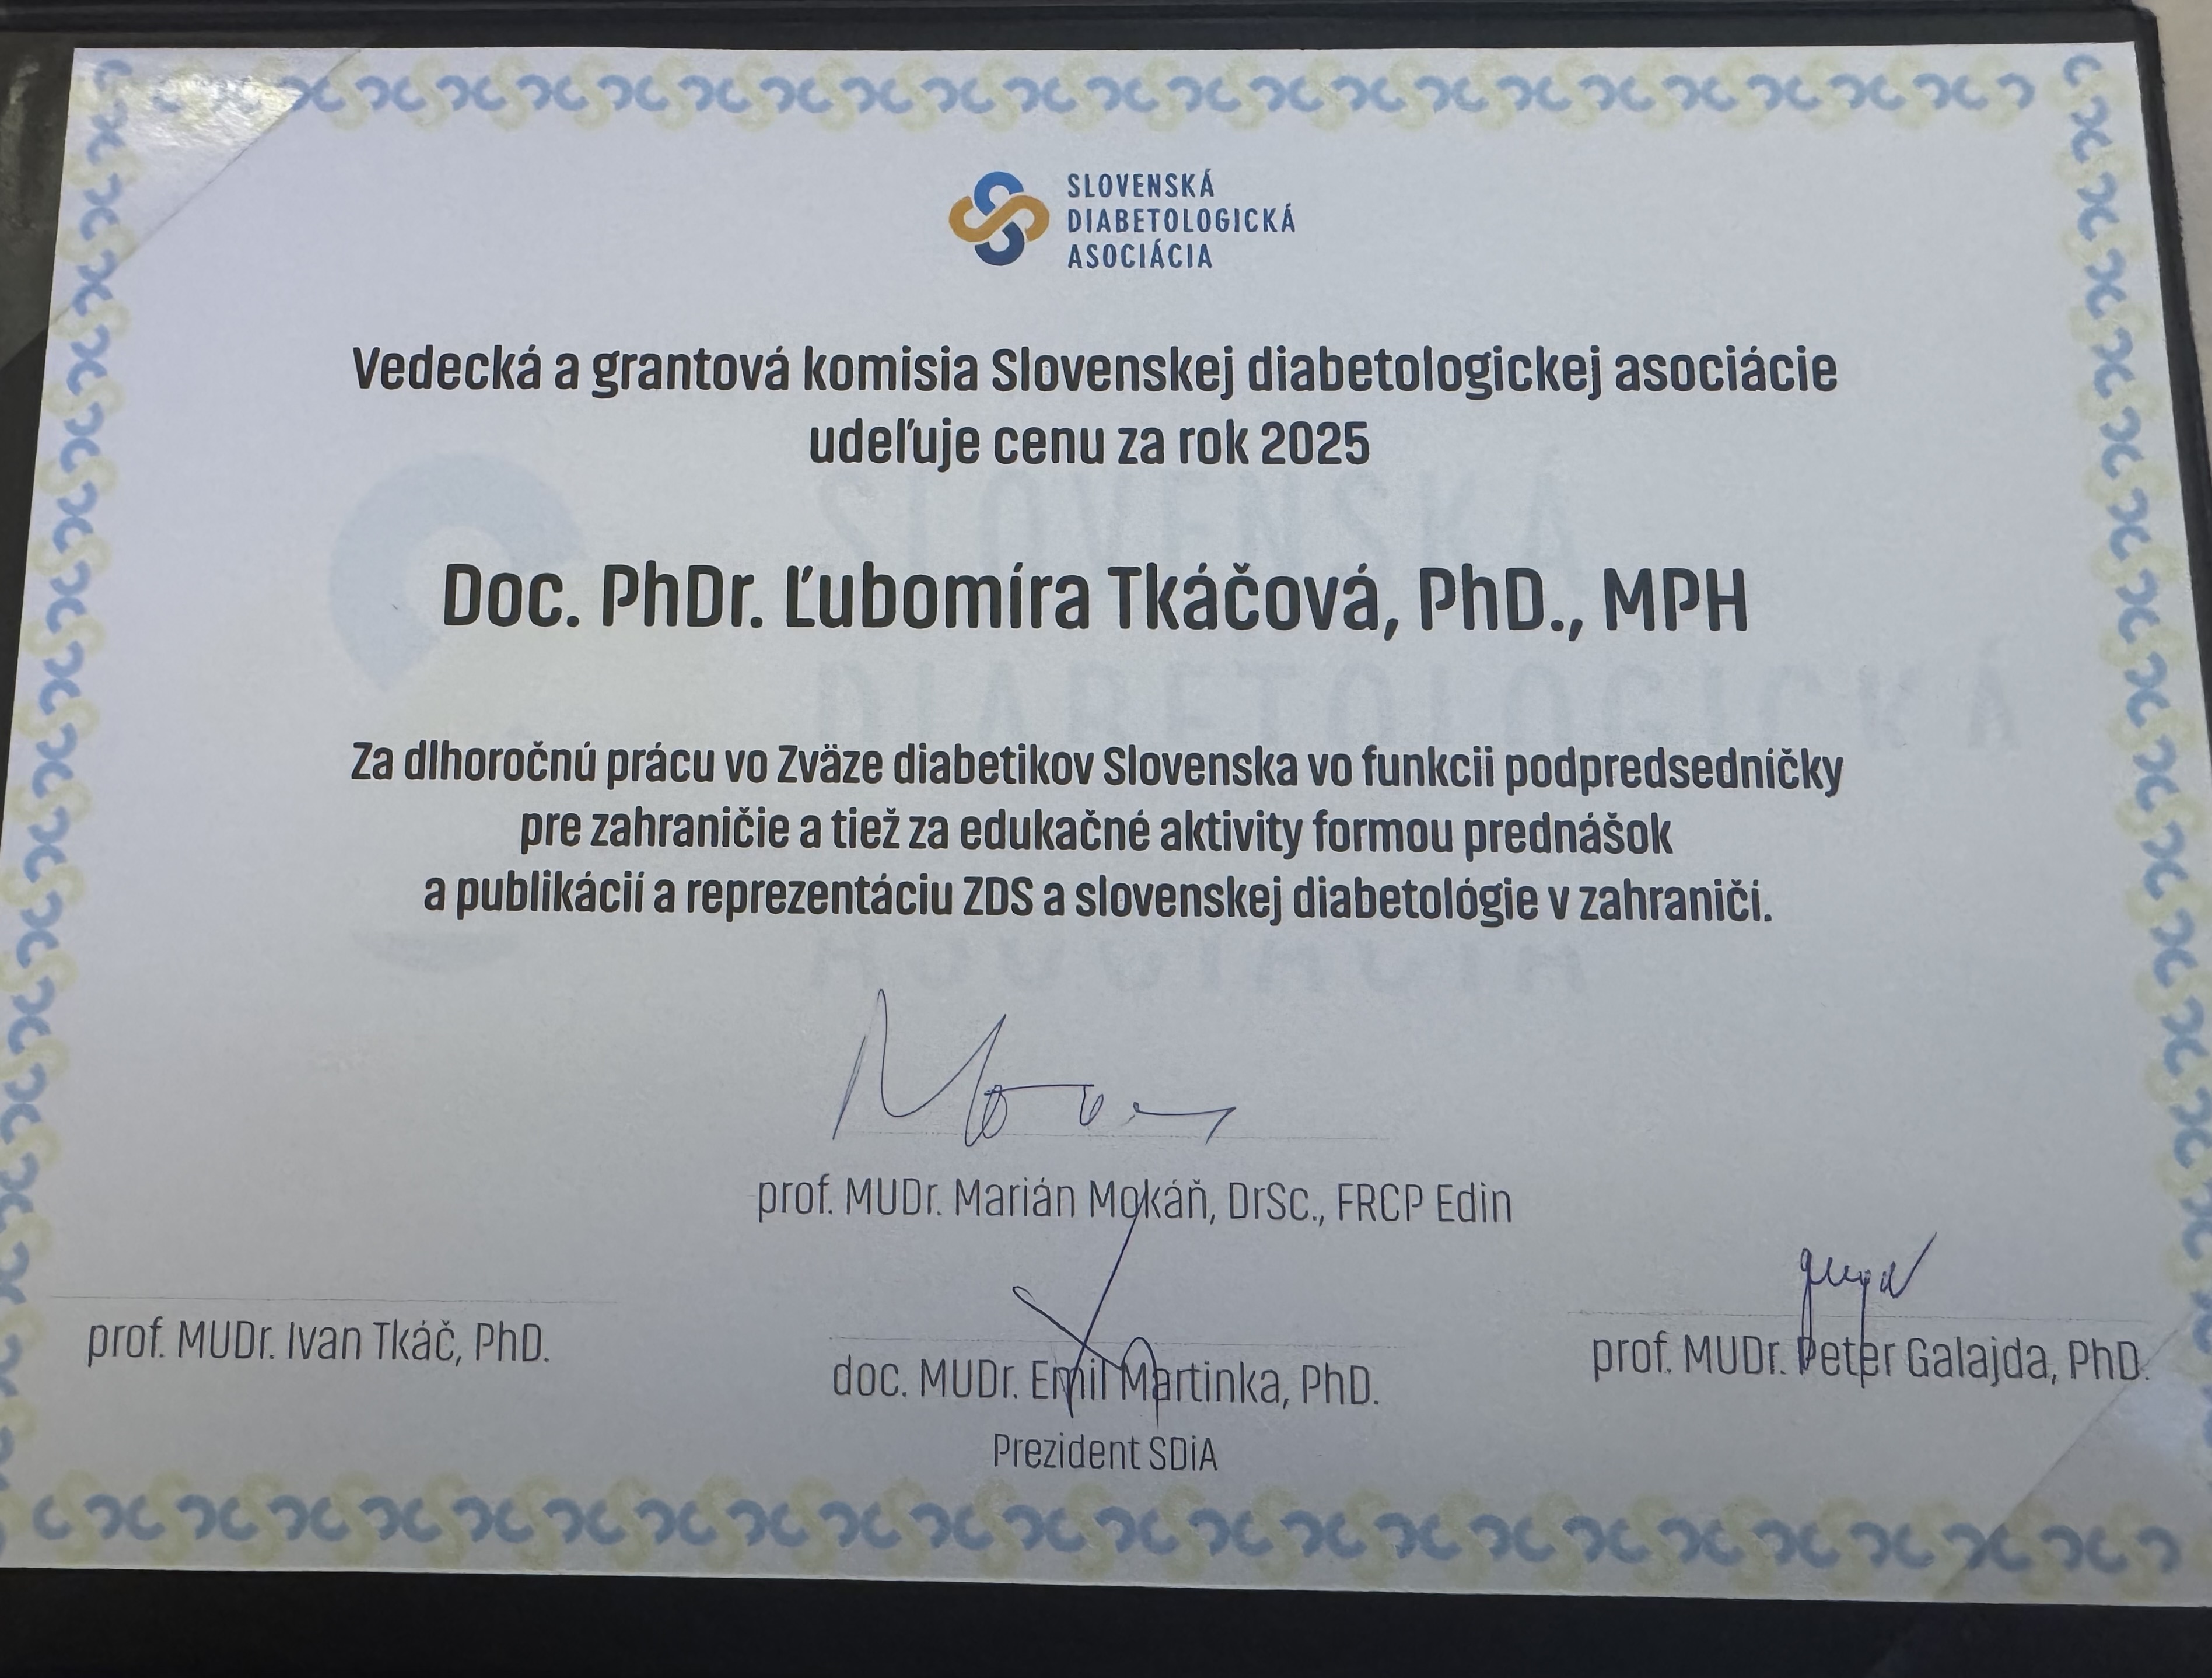 SLOVENSKÁ
DIABETOLOGICKÁ
ASOCIÁCIA
Vedecká a grantová komisia Slovenskej diabetologickej asociácie
udeľuje cenu za rok 2025
SLOVENSKÁ
Doc. PhDr. Ľubomíra Tkáčová, PhD., MPH
DIABETOLOGICKÁ
Za dlhoročnú prácu vo Zväze diabetikov Slovenska vo funkcii podpredsedníčky
pre zahraničie a tiež za edukačné aktivity formou prednášok
a publikácií a reprezentáciu ZDS a slovenskej diabetológie v zahraničí.
ASOCIÁCIA
prof. MUDr. Marián Mokáň, DrSc., FRCP Edin
prof. MUDr. Ivan Tkáč, PhD.
doc. MUDr. Emil Martinka, PhD.
Prezident SDiA
prof. MUDr. Peter Galajda, PhD.